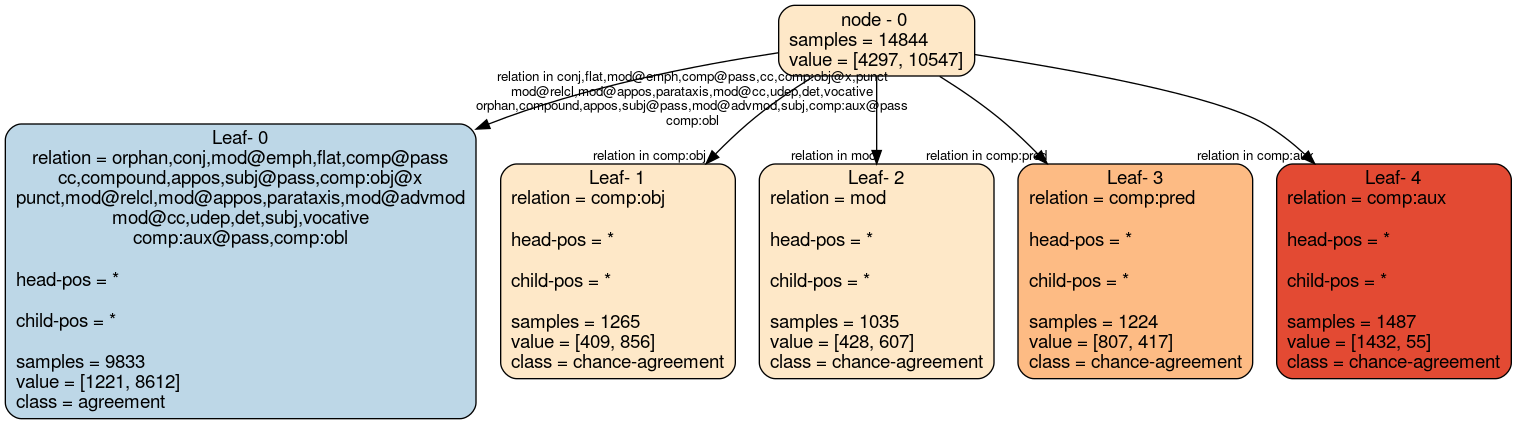 node - 0
samples = 14844
value = [4297, 10547]
relation in conj,flat,mod@emph,comp@pass,cc,comp:obj@x,punct
mod@relcl,mod@appos,parataxis,mod@cc,udep,det,vocative
orphan,compound,appos,subj@pass,mod@advmod,subj,comp:aux@pass
comp:obl
relation in comp:obj
relation in mod
relation in comp:pred
relation in comp:aux
Leaf- 0
relation = orphan,conj,mod@emph,flat,comp@pass
cc,compound,appos,subj@pass,comp:obj@x
punct,mod@relcl,mod@appos,parataxis,mod@advmod
mod@cc,udep,det,subj,vocative
comp:aux@pass,comp:obl
head-pos = *
child-pos = *
samples = 9833
value = [1221, 8612]
class = agreement
Leaf- 1
relation = comp:obj
head-pos = *
child-pos = *
samples = 1265
value = [409, 856]
class = chance-agreement
Leaf- 2
relation = mod
head-pos = *
child-pos = *
samples = 1035
value = [428, 607]
class = chance-agreement
Leaf- 3
relation = comp:pred
head-pos = *
child-pos = *
samples = 1224
value = [807, 417]
class = chance-agreement
Leaf- 4
relation = comp:aux
head-pos = *
child-pos = *
samples = 1487
value = [1432, 55]
class = chance-agreement